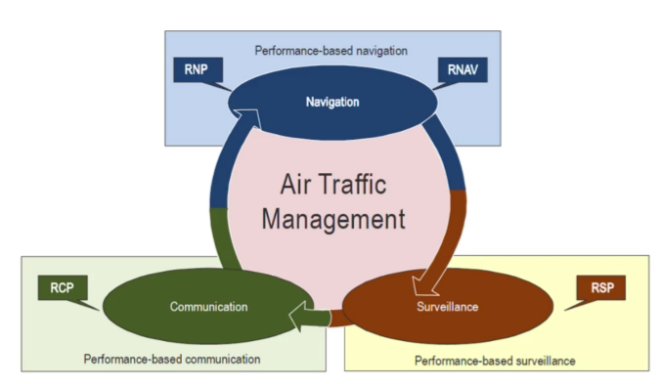 Performance-based navigation
RNP
RNAV
Navigation
Air Traffic
Management
RCP
Communication
Surveillance
RSP
Performance-based communication
Performance-based surveillance